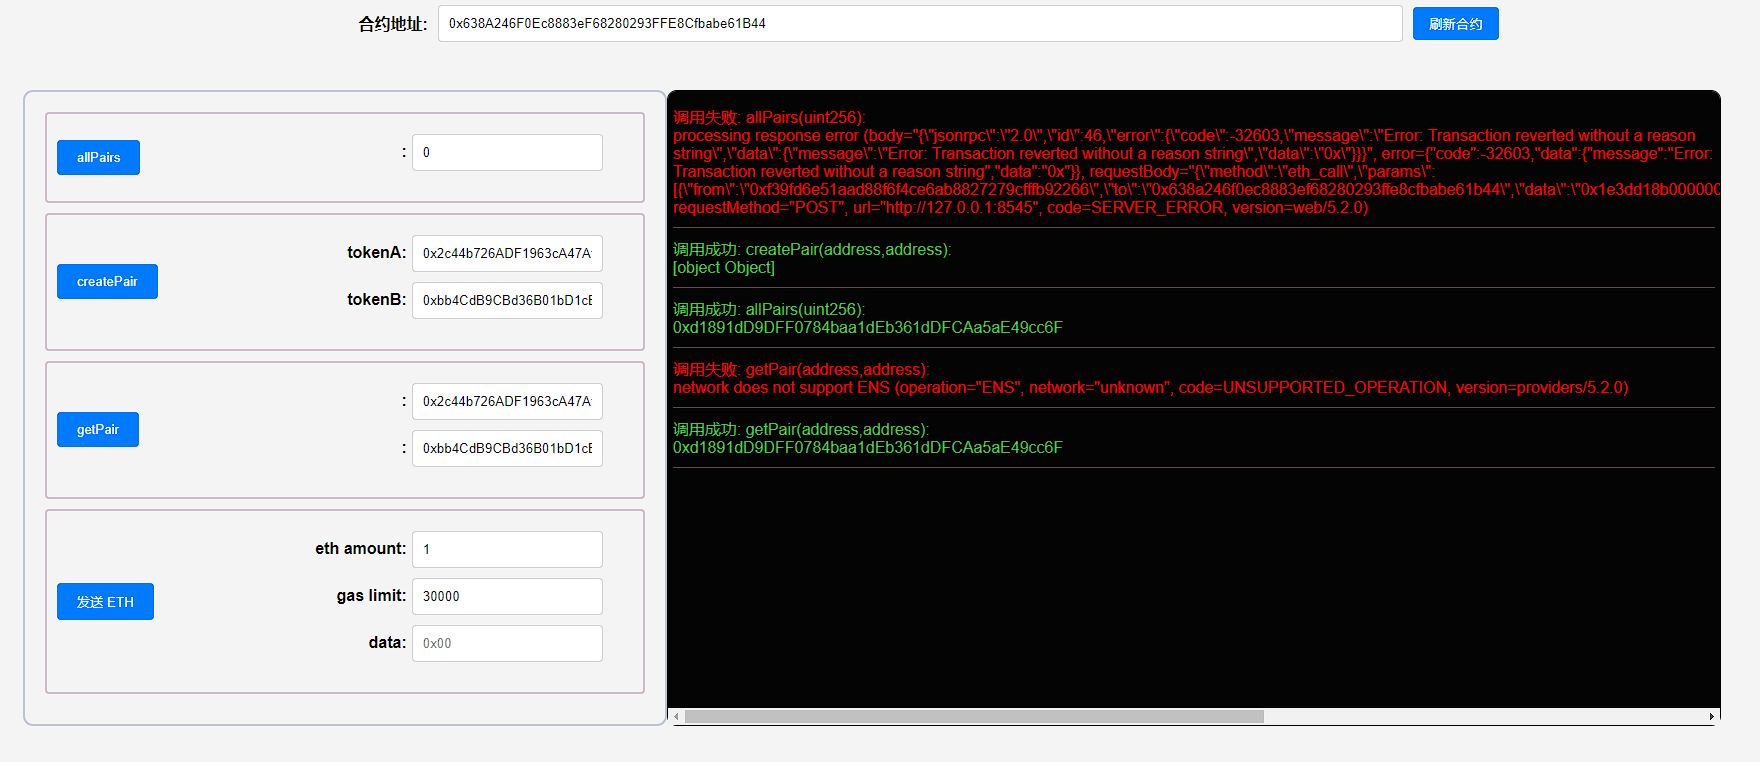 合约地址: 0x638A246F0Ec8883eF68280293FFE8Cfbabe61B44 刷新合约
allPairs : 0
tokenA: 0x2c44b726ADF1963cA47A
createPair
tokenB: 0xbb4CdB9CBd36B01bD1cE
: 0x2c44b726ADF1963cA47A
getPair
: 0xbb4CdB9CBd36B01bD1cE
eth amount: 1
gas limit: 30000
发送 ETH
data: 0x00
调用失败: allPairs(uint256):
processing response error (body="{\"jsonrpc\":\"2.0\",\"id\":46,\"error\":{\"code\":-32603,\"message\":\"Error: Transaction reverted without a reason
string\",\"data\":{\"message\":\"Error: Transaction reverted without a reason string\",\"data\":\"0x\"}}}", error={"code":-32603,"data":{"message":"Error:
Transaction reverted without a reason string","data":"0x"}}, requestBody="{\"method\":\"eth_call\",\"params\":
[{\"from\":\"0xf39fd6e51aad88f6f4ce6ab8827279cfffb92266\",\"to\":\"0x638a246f0ec8883ef68280293ffe8cfbabe61b44\",\"data\":\"0x1e3dd18b000000
requestMethod="POST", url="http://127.0.0.1:8545", code=SERVER_ERROR, version=web/5.2.0)
调用成功: createPair(address,address):
[object Object]
调用成功: allPairs(uint256):
0xd1891dD9DFF0784baa1dEb361dDFCAa5aE49cc6F
调用失败: getPair(address,address):
network does not support ENS (operation="ENS", network="unknown", code=UNSUPPORTED_OPERATION, version=providers/5.2.0)
调用成功: getPair(address,address):
0xd1891dD9DFF0784baa1dEb361dDFCAa5aE49cc6F